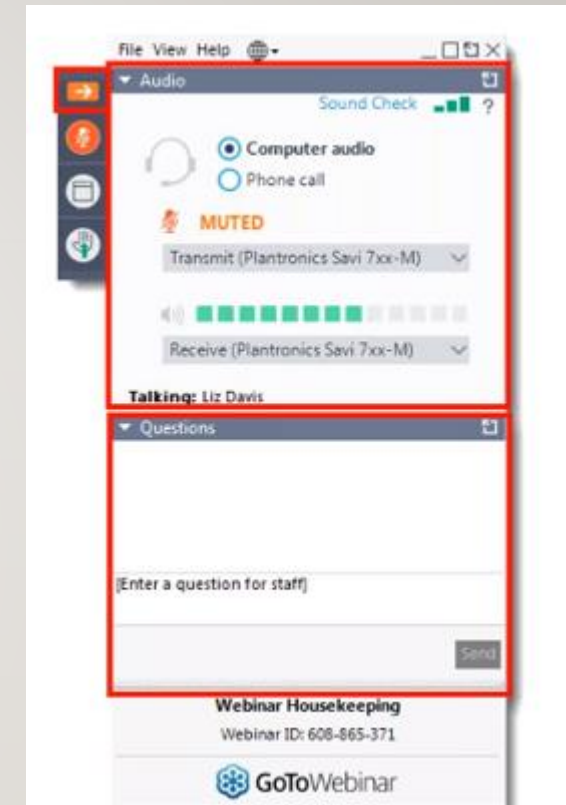 File View Help
Audio
Sound Check ?
Computer audio
Phone call
MUTED
Transmit (Plantronics Savi 7xx-M)
Receive (Plantronics Savi 7xx-M)
Talking: Liz Davis
Questions
[Enter a question for staff]
Send
Webinar Housekeeping
Webinar ID: 608-865-371
GoToWebinar